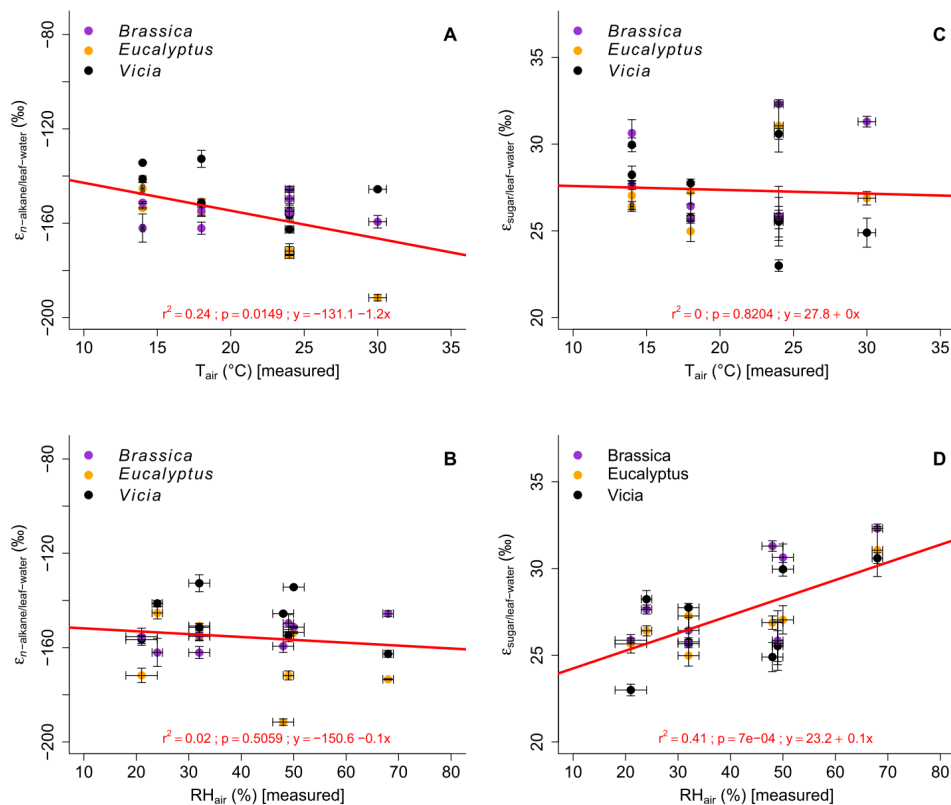 A
Brassica
Eucalyptus
Vicia
εn−alkane/leaf−water (‰)
−80
−120
−160
−200
r2 = 0.24 ; p = 0.0149 ; y = −131.1 −1.2x
10 15 20 25 30 35
Tair (°C) [measured]
C
Brassica
Eucalyptus
Vicia
εsugar/leaf−water (‰)
35
30
25
20
r2 = 0 ; p = 0.8204 ; y = 27.8 + 0x
10 15 20 25 30 35
Tair (°C) [measured]
B
Brassica
Eucalyptus
Vicia
εn−alkane/leaf−water (‰)
−80
−120
−160
−200
r2 = 0.02 ; p = 0.5059 ; y = −150.6 −0.1x
10 20 30 40 50 60 70 80
RHair (%) [measured]
D
Brassica
Eucalyptus
Vicia
εsugar/leaf−water (‰)
35
30
25
20
r2 = 0.41 ; p = 7e−04 ; y = 23.2 + 0.1x
10 20 30 40 50 60 70 80
RHair (%) [measured]